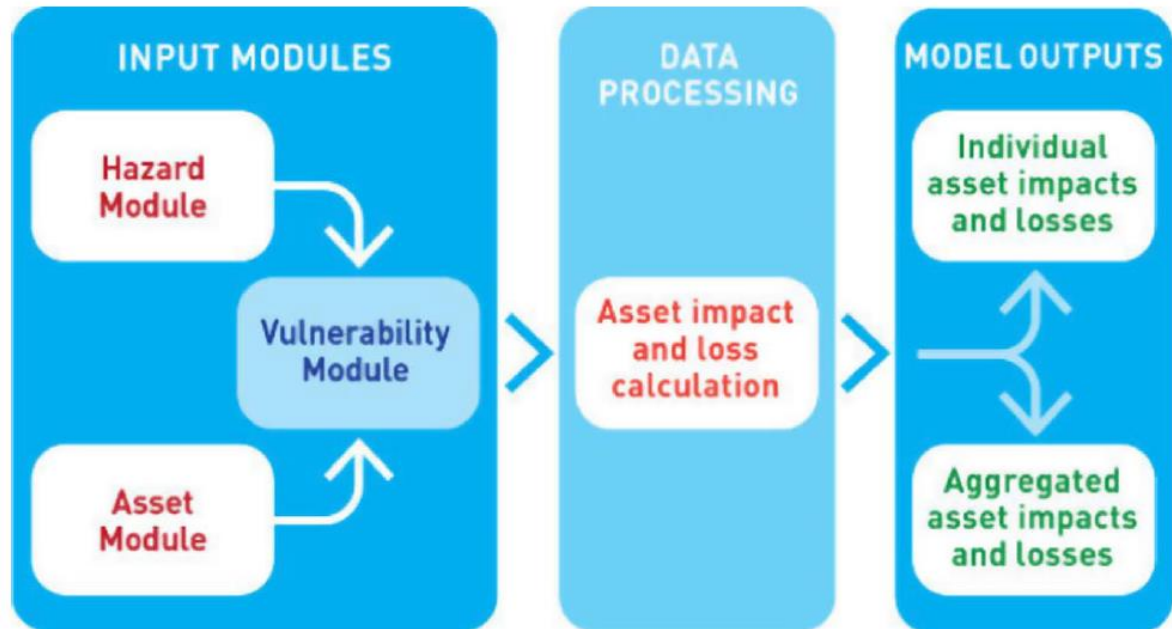 INPUT MODULES
Hazard
Module
Vulnerability
Module
Asset
Module
DATA
PROCESSING
Asset impact
and loss
calculation
MODEL OUTPUTS
Individual
asset impacts
and losses
Aggregated
asset impacts
and losses